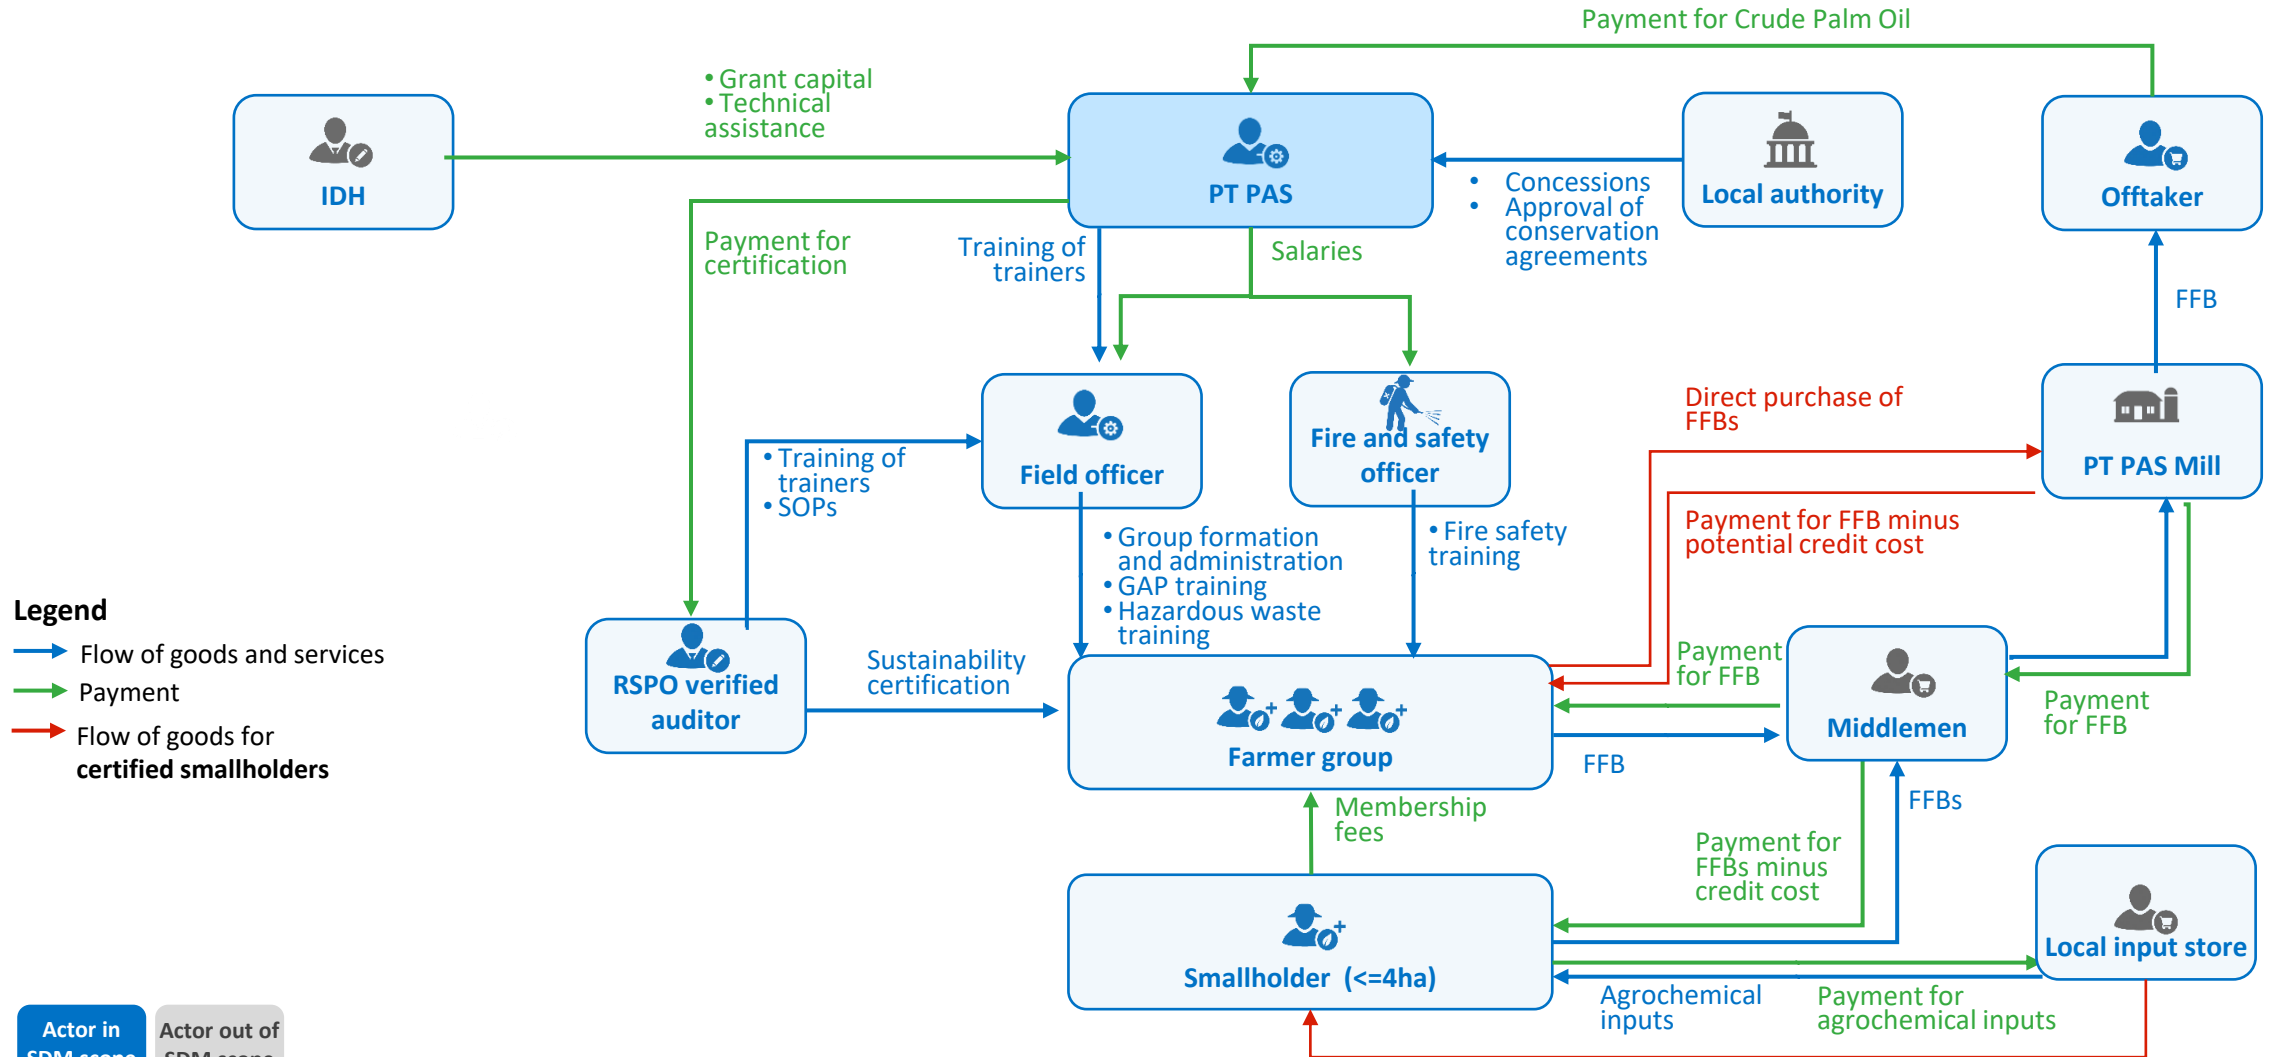 Payment for Crude Palm Oil
• Grant capital
• Technical
assistance
IDH
PT PAS
Local authority
Offtaker
• Concessions
• Approval of
conservation
agreements
Payment for
certification
Training of
trainers
Salaries
FFB
Direct purchase of
FFBs
PT PAS Mill
Field officer
Fire and safety
officer
• Training of
trainers
• SOPs
Payment for FFB minus
potential credit cost
• Group formation
and administration
• GAP training
• Hazardous waste
training
• Fire safety
training
Legend
Flow of goods and services
Payment
Flow of goods for
certified smallholders
RSPO verified
auditor
Sustainability
certification
Farmer group
Payment
for FFB
FFB
Middlemen
Payment
for FFB
Membership
fees
FFBs
Payment for
FFBs minus
credit cost
Smallholder (<=4ha)
Local input store
Agrochemical
inputs
Payment for
agrochemical inputs
Actor in
SDM scope
Actor out of
SDM scope